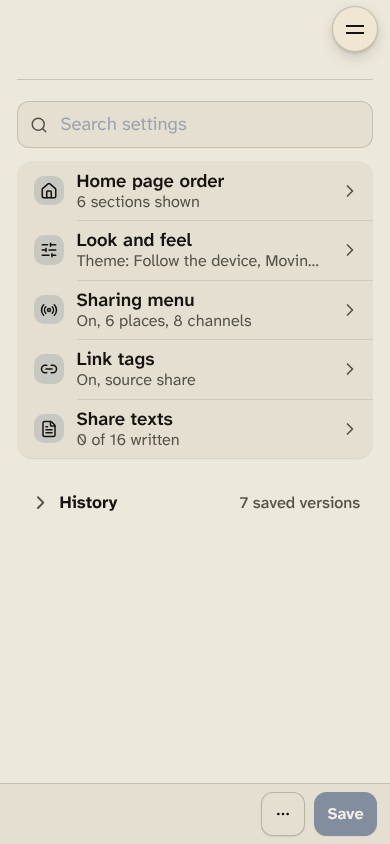 Search settings
Home page order
6 sections shown
Look and feel
Theme: Follow the device, Movin...
Sharing menu
On, 6 places, 8 channels
Link tags
On, source share
Share texts
0 of 16 written
History
7 saved versions
...
Save